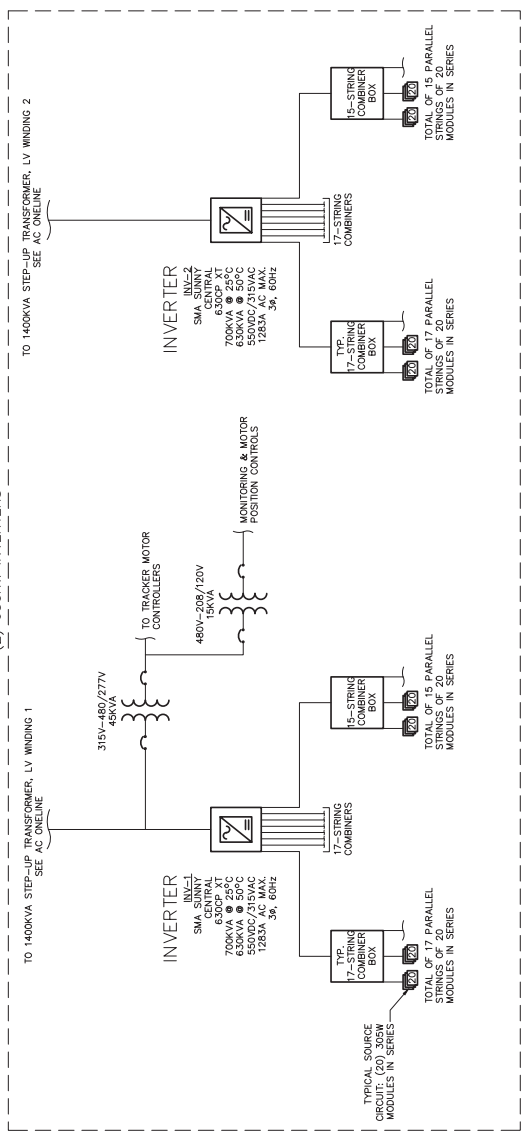 TO 1400KVA STEP-UP TRANSFORMER, LV WINDING 1
SEE AC ONELINE
315V-480/277V
45KVA
TO TRACKER MOTOR
CONTROLLERS
480V-208/120V
15KVA
MONITORING & MOTOR
POSITION CONTROLS
INVERTER
INV-1
SMA SUNNY
CENTRAL
630CP XT
700KVA @ 25°C
630KVA @ 50°C
550VDC/315VAC
1283A AC MAX.
3ø, 60Hz
17-STRING
COMBINERS
TYP.
17-STRING
COMBINER
BOX
20
20
TOTAL OF 17 PARALLEL
STRINGS OF 20
MODULES IN SERIES
TYPICAL SOURCE
CIRCUIT: (20) 305W
MODULES IN SERIES
15-STRING
COMBINER
BOX
20
20
TOTAL OF 15 PARALLEL
STRINGS OF 20
MODULES IN SERIES
TO 1400KVA STEP-UP TRANSFORMER, LV WINDING 2
SEE AC ONELINE
INVERTER
INV-2
SMA SUNNY
CENTRAL
630CP XT
700KVA @ 25°C
630KVA @ 50°C
550VDC/315VAC
1283A AC MAX.
3ø, 60Hz
17-STRING
COMBINERS
TYP.
17-STRING
COMBINER
BOX
20
20
TOTAL OF 17 PARALLEL
STRINGS OF 20
MODULES IN SERIES
15-STRING
COMBINER
BOX
20
20
TOTAL OF 15 PARALLEL
STRINGS OF 20
MODULES IN SERIES